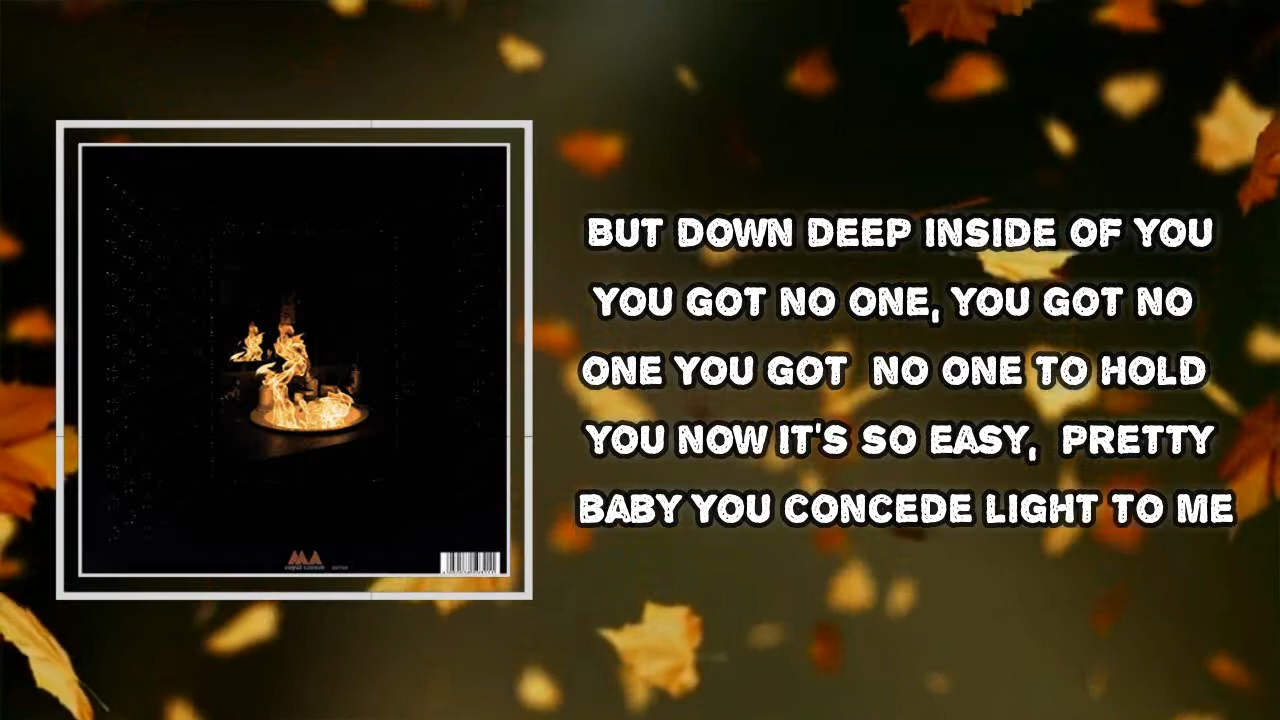 BUT DOWN DEEP INSIDE OF YOU
YOU GOT NO ONE, YOU GOT NO
ONE YOU GOT  NO ONE TO HOLD
YOU NOW IT'S SO EASY,  PRETTY
BABY YOU CONCEDE LIGHT TO ME